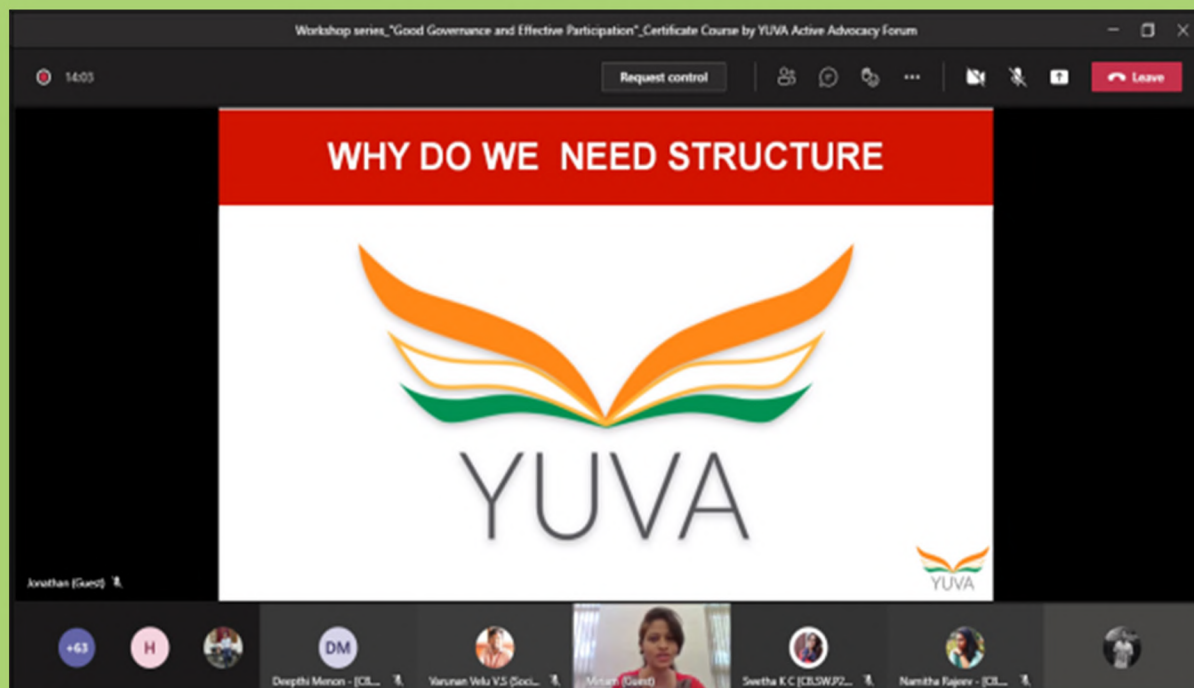 Workshop series_"Good Governance and Effective Participation"_Certificate Course by YUVA Active Advocacy Forum
14:03
Request control
Leave
WHY DO WE NEED STRUCTURE
YUVA
YUVA
Jonathan (Guest)
+63
H
DM
Deepthi Menon - [CB...
Varunan Velu V.S (Soci...
(Guest)
Swetha K C [CB.SW.P2...
Namitha Rajeev - [CB...